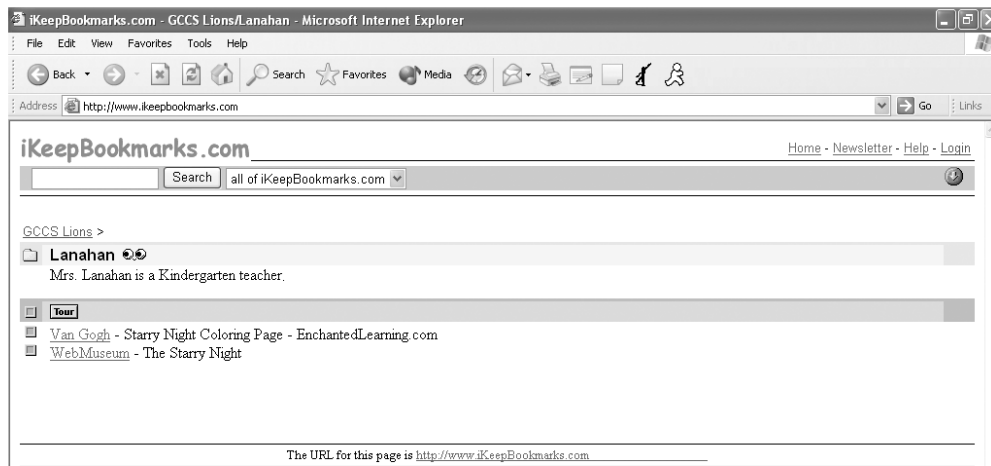 iKeepBookmarks.com - GCCS Lions/Lanahan - Microsoft Internet Explorer
File Edit View Favorites Tools Help
Back Search Favorites Media
Address http://www.ikeepbookmarks.com Go Links
iKeepBookmarks.com Home - Newsletter - Help - Login
Search all of iKeepBookmarks.com
GCCS Lions >
Lanahan
Mrs. Lanahan is a Kindergarten teacher.
Tour
Van Gogh - Starry Night Coloring Page - EnchantedLearning.com
WebMuseum - The Starry Night
The URL for this page is http://www.iKeepBookmarks.com